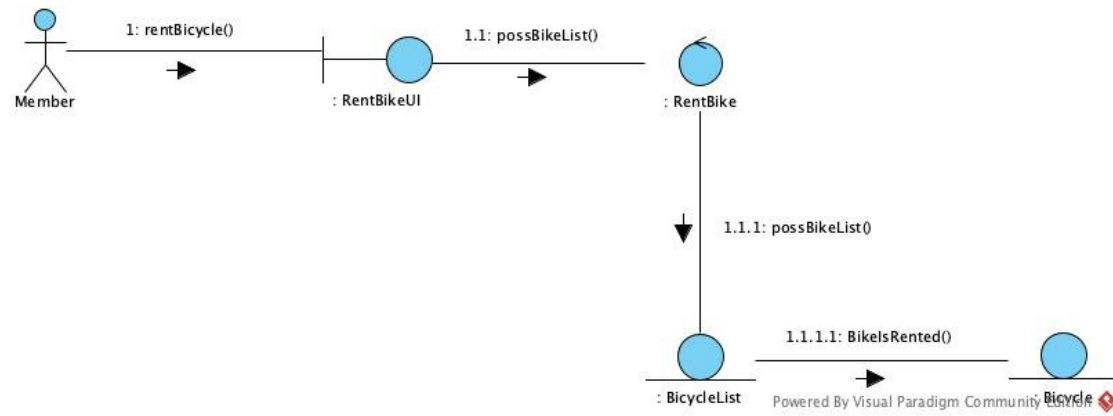 1: rentBicycle()
1.1: possBikeList()
Member
: RentBikeUI
: RentBike
1.1.1: possBikeList()
1.1.1.1: BikeIsRented()
: BicycleList
: Bicycle
Powered By Visual Paradigm Community Edition